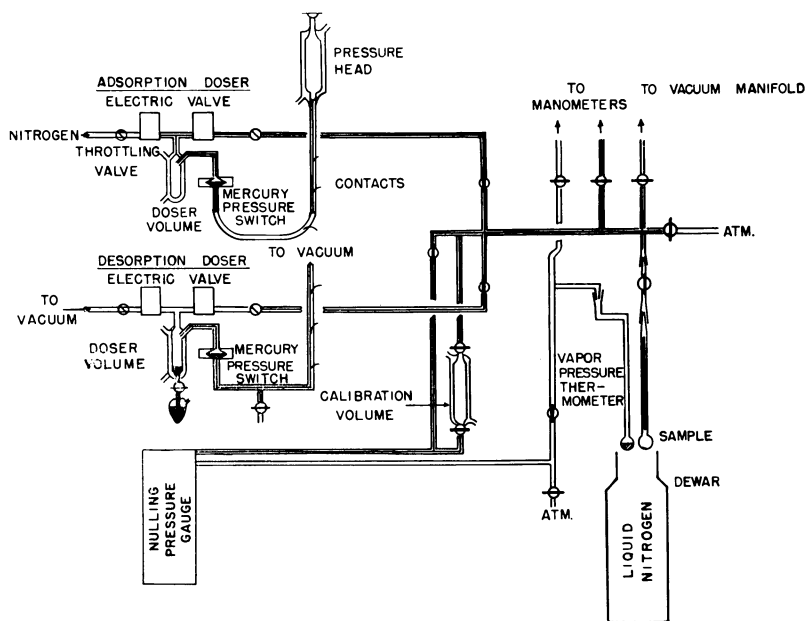 PRESSURE
HEAD
ADSORPTION DOSER
ELECTRIC VALVE
NITROGEN
THROTTLING
VALVE
DOSER
VOLUME
MERCURY
PRESSURE
SWITCH
CONTACTS
TO
MANOMETERS
TO VACUUM MANIFOLD
ATM.
TO VACUUM
DESORPTION DOSER
ELECTRIC VALVE
TO
VACUUM
DOSER
VOLUME
MERCURY
PRESSURE
SWITCH
CALIBRATION
VOLUME
VAPOR
PRESSURE
THER-
MOMETER
SAMPLE
DEWAR
ATM.
NULLING
PRESSURE
GAUGE
LIQUID
NITROGEN